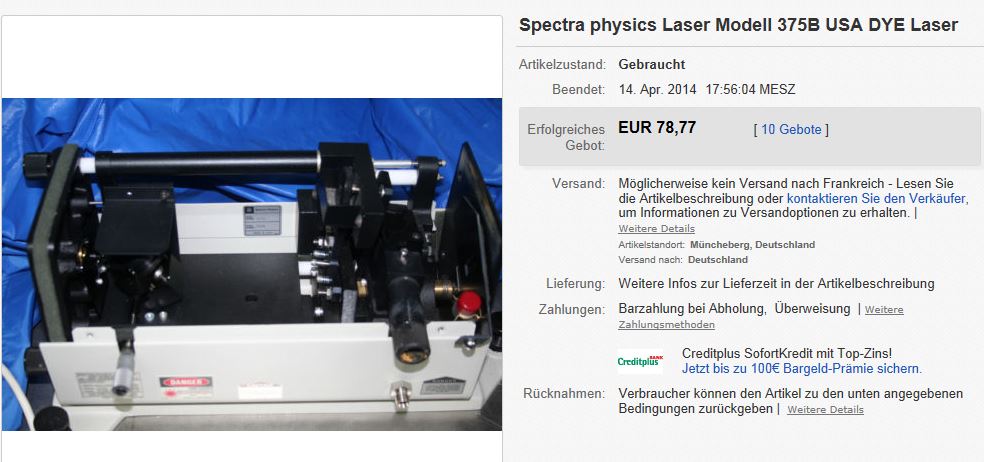 Spectra physics Laser Modell 375B USA DYE Laser
Artikelzustand: Gebraucht
Beendet: 14. Apr. 2014 17:56:04 MESZ
Erfolgreiches Gebot: EUR 78,77 [ 10 Gebote ]
Versand: Möglicherweise kein Versand nach Frankreich - Lesen Sie
die Artikelbeschreibung oder kontaktieren Sie den Verkäufer,
um Informationen zu Versandoptionen zu erhalten. |
Weitere Details
Artikelstandort: Müncheberg, Deutschland
Versand nach: Deutschland
Lieferung: Weitere Infos zur Lieferzeit in der Artikelbeschreibung
Zahlungen: Barzahlung bei Abholung, Überweisung | Weitere
Zahlungsmethoden
Creditplus BANK Creditplus SofortKredit mit Top-Zins!
Jetzt bis zu 100€ Bargeld-Prämie sichern.
Rücknahmen: Verbraucher können den Artikel zu den unten angegebenen
Bedingungen zurückgeben | Weitere Details
DANGER